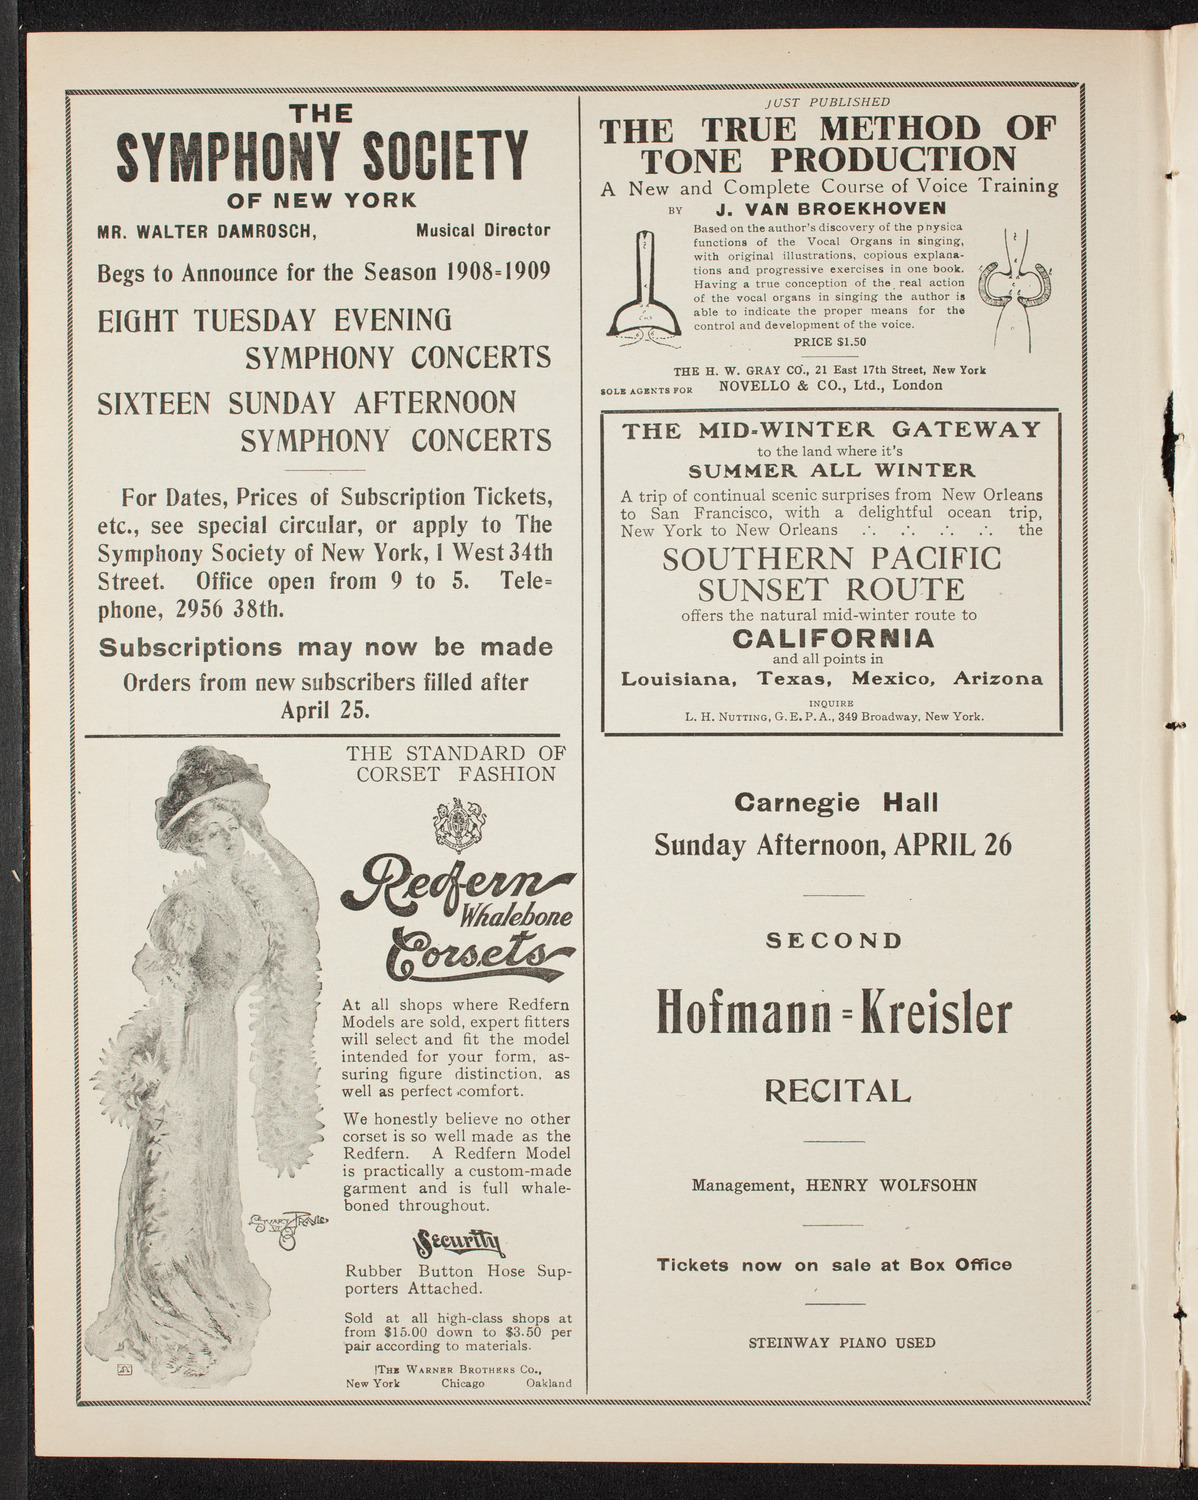 THE
SYMPHONY SOCIETY
OF NEW YORK
MR. WALTER DAMROSCH, Musical Director
Begs to Announce for the Season 1908=1909
EIGHT TUESDAY EVENING
SYMPHONY CONCERTS
SIXTEEN SUNDAY AFTERNOON
SYMPHONY CONCERTS
For Dates, Prices of Subscription Tickets,
etc., see special circular, or apply to The
Symphony Society of New York, 1 West 34th
Street. Office open from 9 to 5. Tele=
phone, 2956 38th.
Subscriptions may now be made
Orders from new subscribers filled after
April 25.
THE STANDARD OF
CORSET FASHION
Redfern
Whalebone
Corsets
At all shops where Redfern
Models are sold, expert fitters
will select and fit the model
intended for your form, as-
suring figure distinction, as
well as perfect comfort.
We honestly believe no other
corset is so well made as the
Redfern. A Redfern Model
is practically a custom-made
garment and is full whale-
boned throughout.
Security
Rubber Button Hose Sup-
porters Attached.
Sold at all high-class shops at
from $15.00 down to $3.50 per
pair according to materials.
THE WARNER BROTHERS CO.,
New York Chicago Oakland
JUST PUBLISHED
THE TRUE METHOD OF
TONE PRODUCTION
A New and Complete Course of Voice Training
BY J. VAN BROEKHOVEN
Based on the author's discovery of the physica
functions of the Vocal Organs in singing,
with original illustrations, copious explana-
tions and progressive exercises in one book.
Having a true conception of the real action
of the vocal organs in singing the author is
able to indicate the proper means for the
control and development of the voice.
PRICE $1.50
THE H. W. GRAY CO., 21 East 17th Street, New York
SOLE AGENTS FOR NOVELLO & CO., Ltd., London
THE MID-WINTER GATEWAY
to the land where it's
SUMMER ALL WINTER
A trip of continual scenic surprises from New Orleans
to San Francisco, with a delightful ocean trip,
New York to New Orleans ∴ ∴ ∴ ∴ the
SOUTHERN PACIFIC
SUNSET ROUTE
offers the natural mid-winter route to
CALIFORNIA
and all points in
Louisiana, Texas, Mexico, Arizona
INQUIRE
L. H. NUTTING, G. E. P. A., 349 Broadway, New York.
Carnegie Hall
Sunday Afternoon, APRIL 26
SECOND
Hofmann=Kreisler
RECITAL
Management, HENRY WOLFSOHN
Tickets now on sale at Box Office
STEINWAY PIANO USED